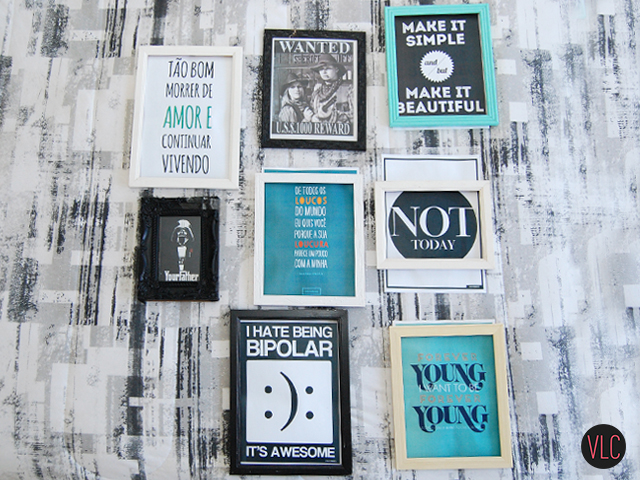 TÃO BOM
MORRER DE
AMOR E
CONTINUAR
VIVENDO
WANTED
U.S.$.1000 REWARD
MAKE IT
SIMPLE
and but
MAKE IT
BEAUTIFUL
YourFather
DE TODOS OS
LOUCOS
DO MUNDO
EU QUIS VOCÊ
PORQUE A SUA
LOUCURA
PARECE UM POUCO
COM A MINHA
NOT
TODAY
I HATE BEING
BIPOLAR
:):
IT'S AWESOME
YOUNG
I WANT TO BE
YOUNG
VLC